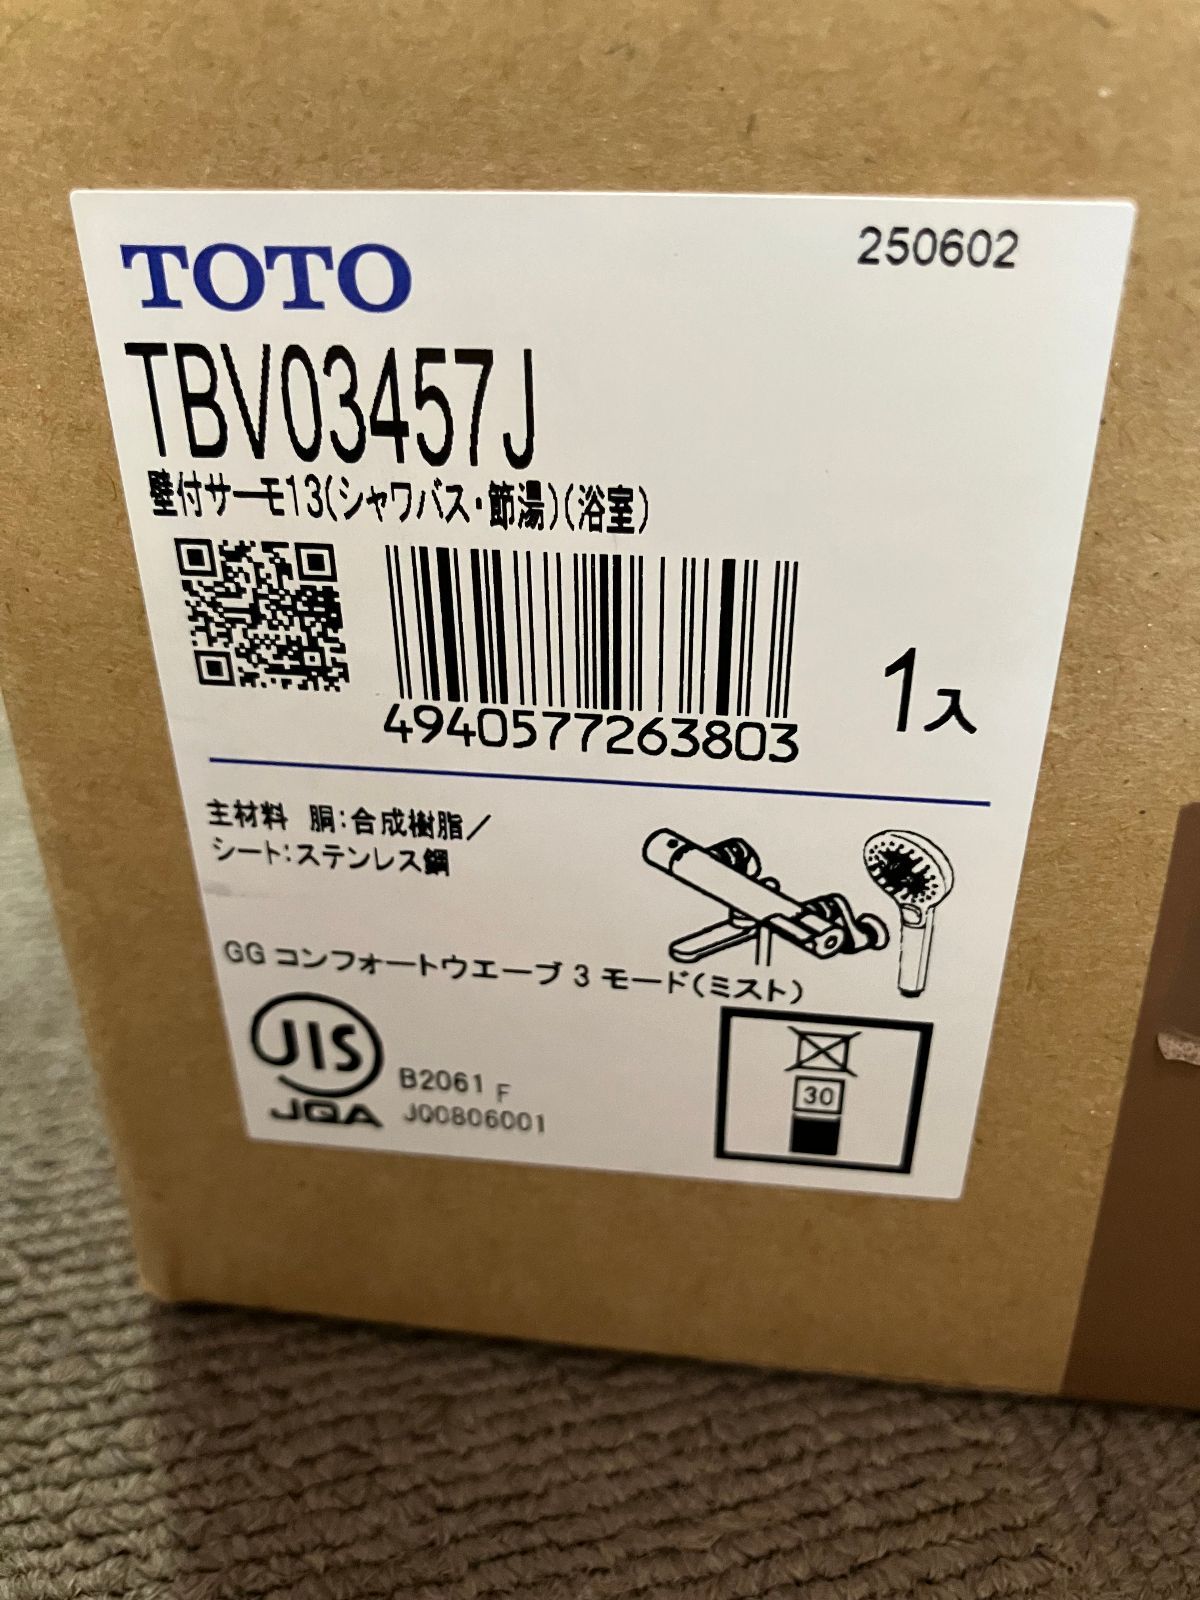 TOTO
250602
TBV03457J
壁付サーモ13(シャワバス・節湯)(浴室)
4940577263803
1入
主材料 胴:合成樹脂/
シート:ステンレス鋼
GG コンフォートウエーブ 3 モード(ミスト)
JIS
JQA
B2061 F
JQ0806001
30